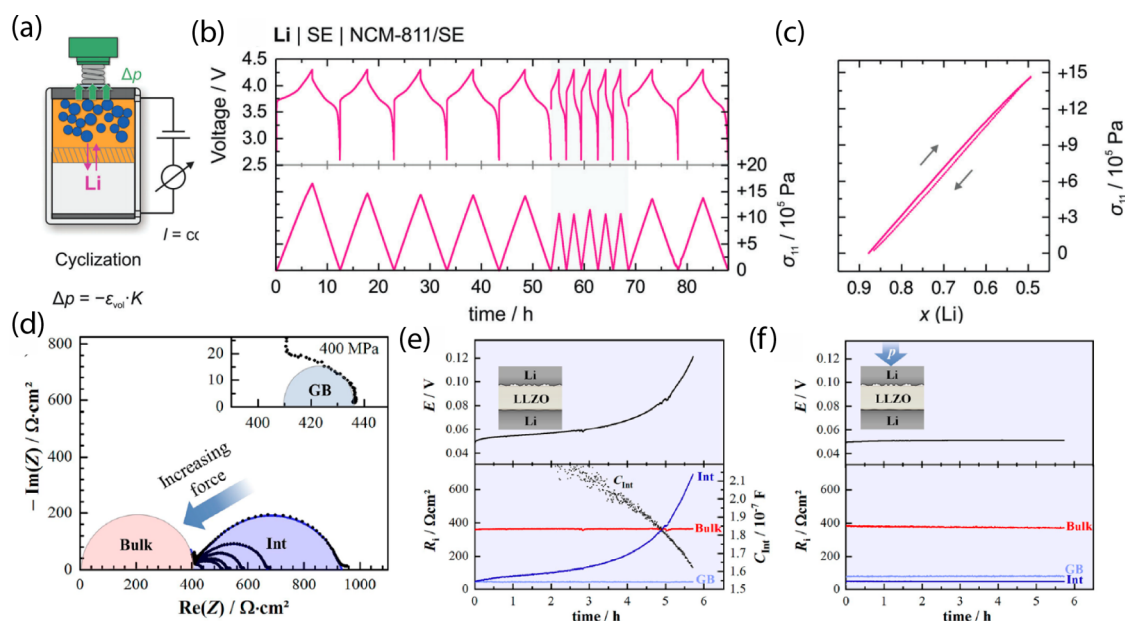 (a)
Δp
Li
I = cc
Cyclization
Δp = −ε_vol·K
(b)
Li | SE | NCM-811/SE
Voltage / V
4.5
4.0
3.5
3.0
2.5
+20
+15
+10
+5
0
σ₁₁ / 10⁵ Pa
0 10 20 30 40 50 60 70 80
time / h
(c)
+15
+12
+9
+6
+3
0
σ₁₁ / 10⁵ Pa
0.9 0.8 0.7 0.6 0.5
x (Li)
(d)
−Im(Z) / Ω·cm²
800
600
400
200
0
20
10
0
400 MPa
GB
400 420 440
Increasing
force
Bulk
Int
0 200 400 600 800 1000
Re(Z) / Ω·cm²
(e)
E / V
0.12
0.10
0.08
0.06
0.04
Li
LLZO
Li
Rᵢ / Ωcm²
600
400
200
0
C_Int
Int
Bulk
GB
2.1
2.0
1.9
1.8
1.7
1.6
1.5
C_Int / 10⁻⁷ F
0 1 2 3 4 5 6
time / h
(f)
p
E / V
0.12
0.10
0.08
0.06
0.04
Li
LLZO
Li
Rᵢ / Ωcm²
600
400
200
0
Bulk
GB
Int
0 1 2 3 4 5 6
time / h